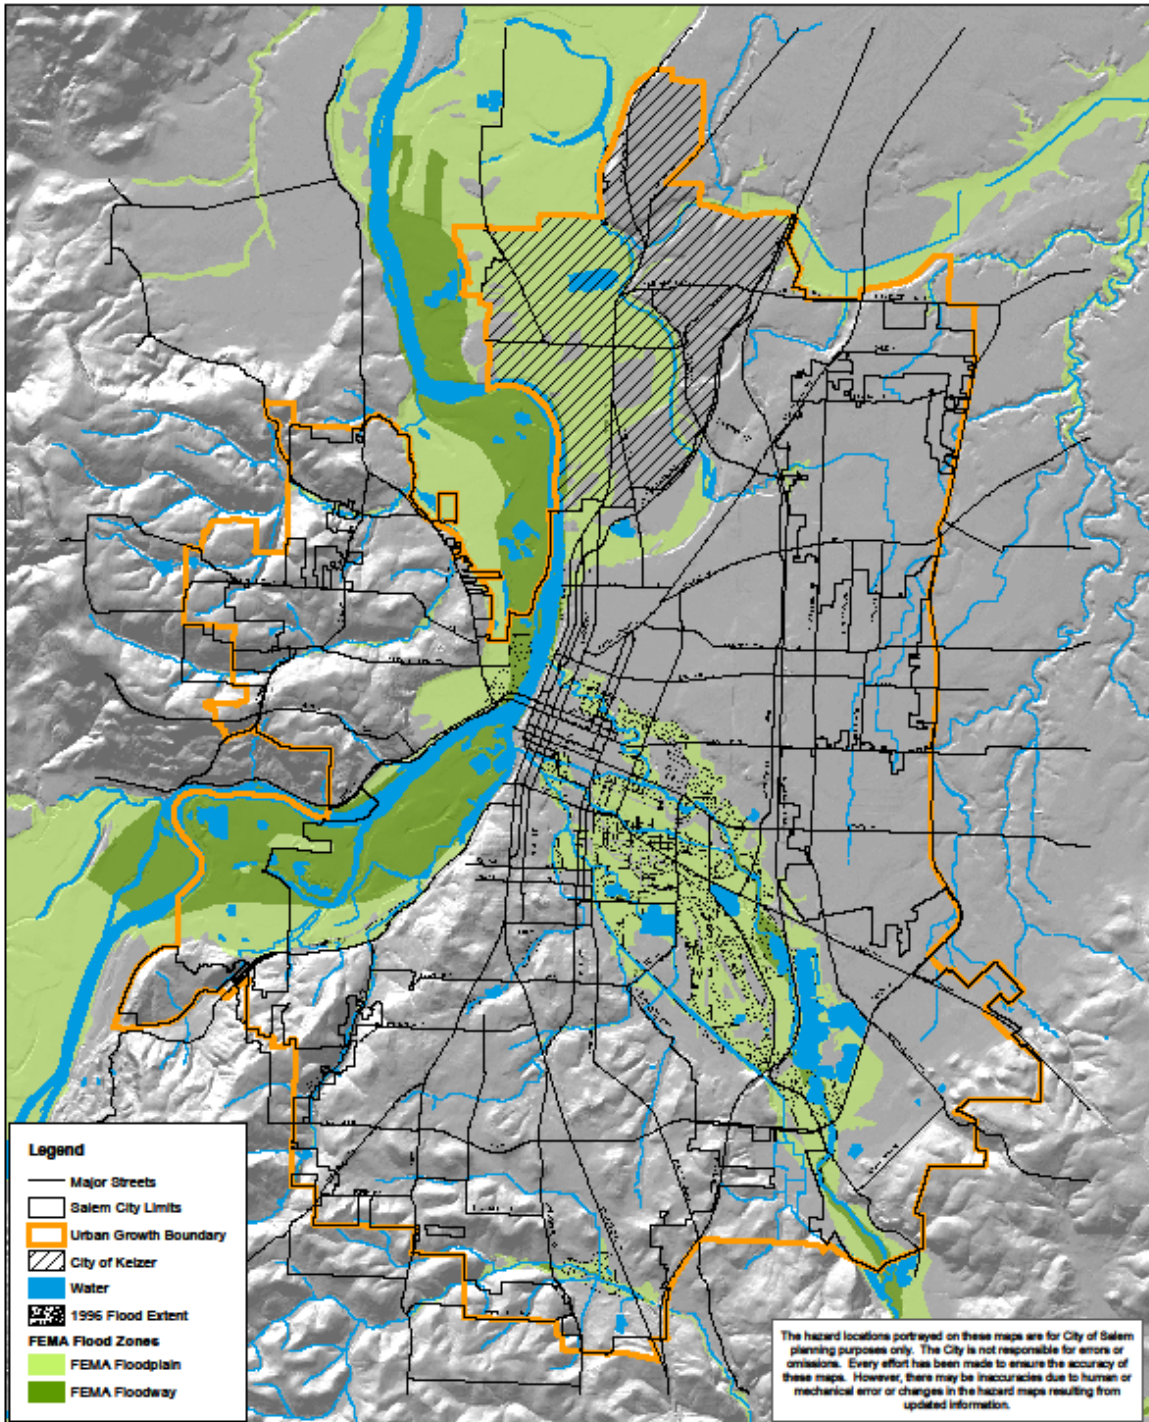 Legend
Major Streets
Salem City Limits
Urban Growth Boundary
City of Keizer
Water
1996 Flood Extent
FEMA Flood Zones
FEMA Floodplain
FEMA Floodway
The hazard locations portrayed on these maps are for City of Salem
planning purposes only. The City is not responsible for errors or
omissions. Every effort has been made to ensure the accuracy of
these maps. However, there may be inaccuracies due to human or
mechanical error or changes in the hazard maps resulting from
updated information.